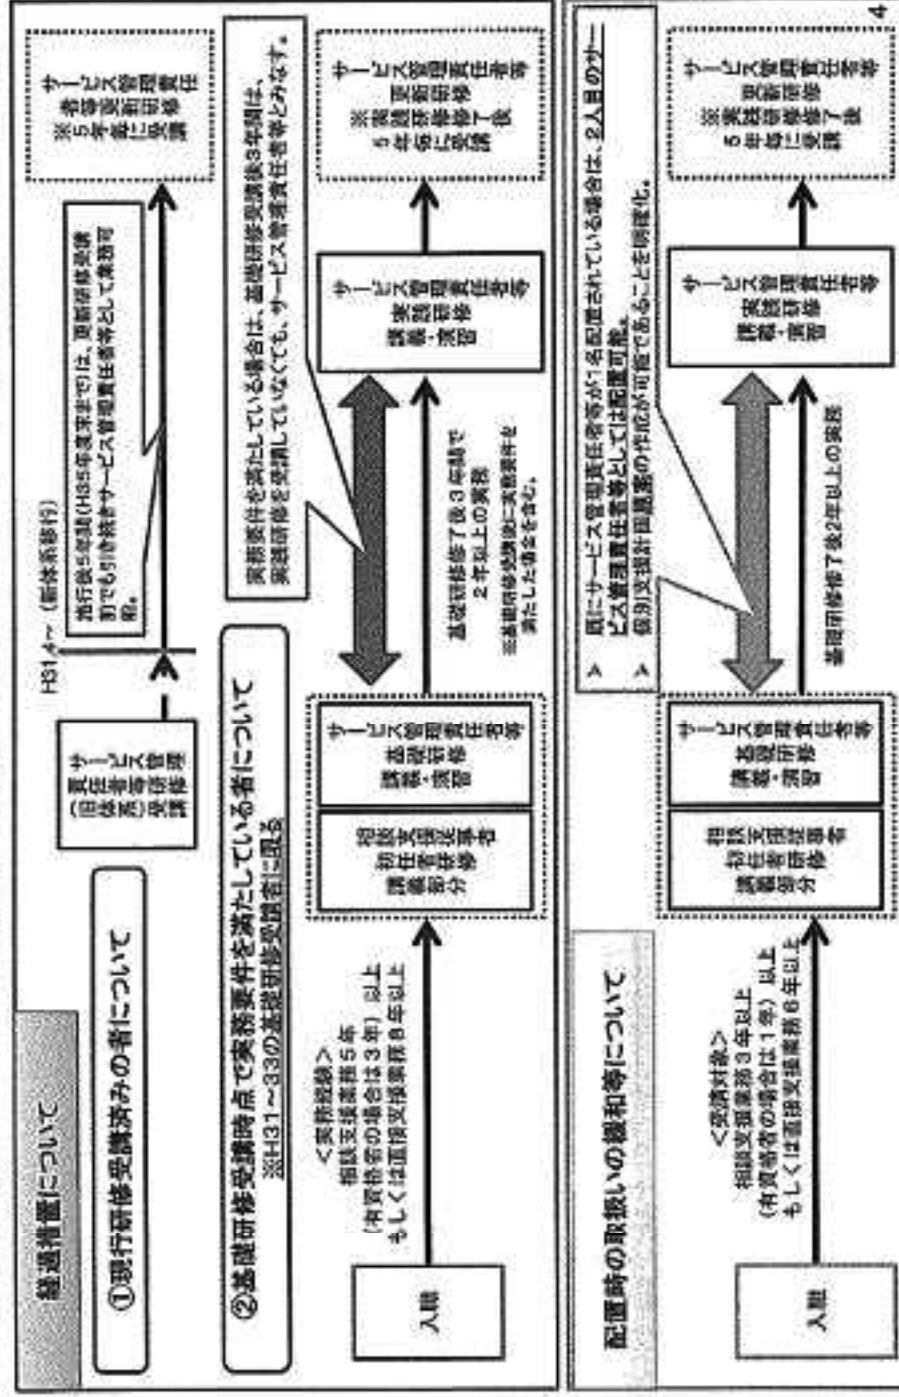 経過措置について
①現行研修受講済みの者について
サービス管理
責任者等研修
（旧体系）受講
H31.4～（新体系移行）
施行後5年間（H35年度末まで）は、更新研修受講
前でも引き続きサービス管理責任者等として業務可
能。
サービス管理責任
者等更新研修
※5年毎に受講
②基礎研修受講時点で実務要件を満たしている者について
※H31～33の基礎研修受講者に限る
実務要件を満たしている場合は、基礎研修受講後3年間は、
実践研修を受講していなくても、サービス管理責任者等とみなす。
入職
＜実務経験＞
相談支援業務5年
（有資格者の場合は3年）以上
もしくは直接支援業務8年以上
相談支援従事者
初任者研修
講義部分
サービス管理責任者等
基礎研修
講義・演習
基礎研修修了後3年間で
2年以上の実務
※基礎研修受講後に実務要件を
満たした場合を含む。
サービス管理責任者等
実践研修
講義・演習
サービス管理責任者等
更新研修
※実践研修修了後
5年毎に受講
配置時の取扱いの緩和等について
＞ 既にサービス管理責任者等が1名配置されている場合は、2人目のサー
ビス管理責任者等としては配置可能。
＞ 個別支援計画原案の作成が可能であることを明確化。
入職
＜受講対象＞
相談支援業務3年以上
（有資格者の場合は1年）以上
もしくは直接支援業務6年以上
相談支援従事者
初任者研修
講義部分
サービス管理責任者等
基礎研修
講義・演習
基礎研修修了後2年以上の実務
サービス管理責任者等
実践研修
講義・演習
サービス管理責任者等
更新研修
※実践研修修了後
5年毎に受講
4